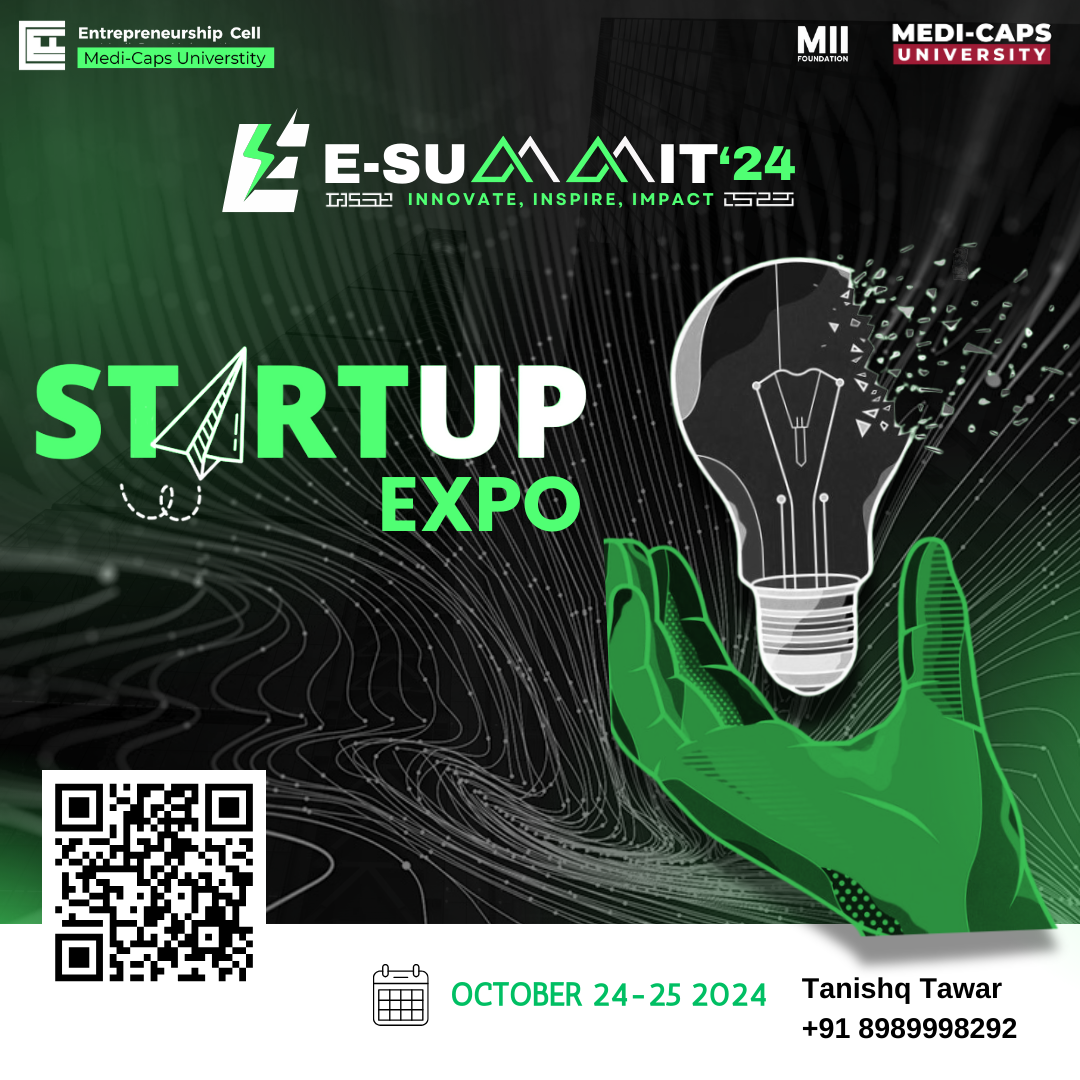 Entrepreneurship Cell
Medi-Caps Universtity
MII
FOUNDATION
MEDI-CAPS
UNIVERSITY
E-SUMMIT'24
INNOVATE, INSPIRE, IMPACT
STARTUP
EXPO
OCTOBER 24-25 2024
Tanishq Tawar
+91 8989998292